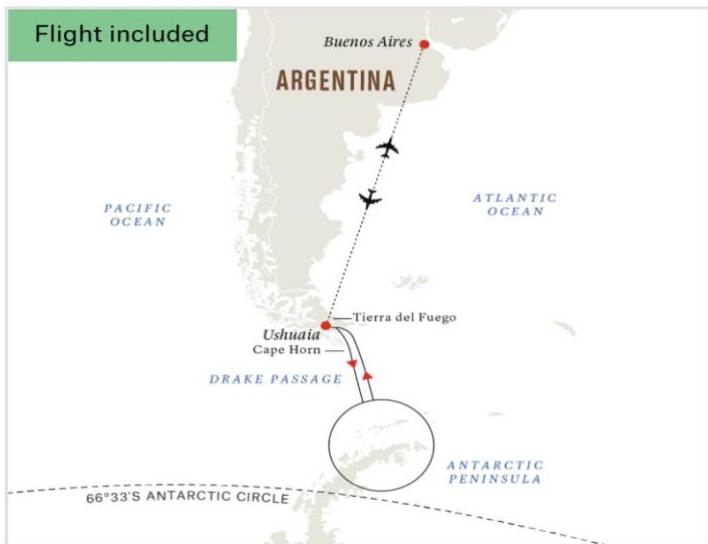 Flight included
Buenos Aires
ARGENTINA
PACIFIC
OCEAN
ATLANTIC
OCEAN
Tierra del Fuego
Ushuaia
Cape Horn
DRAKE PASSAGE
ANTARCTIC
PENINSULA
66°33'S ANTARCTIC CIRCLE